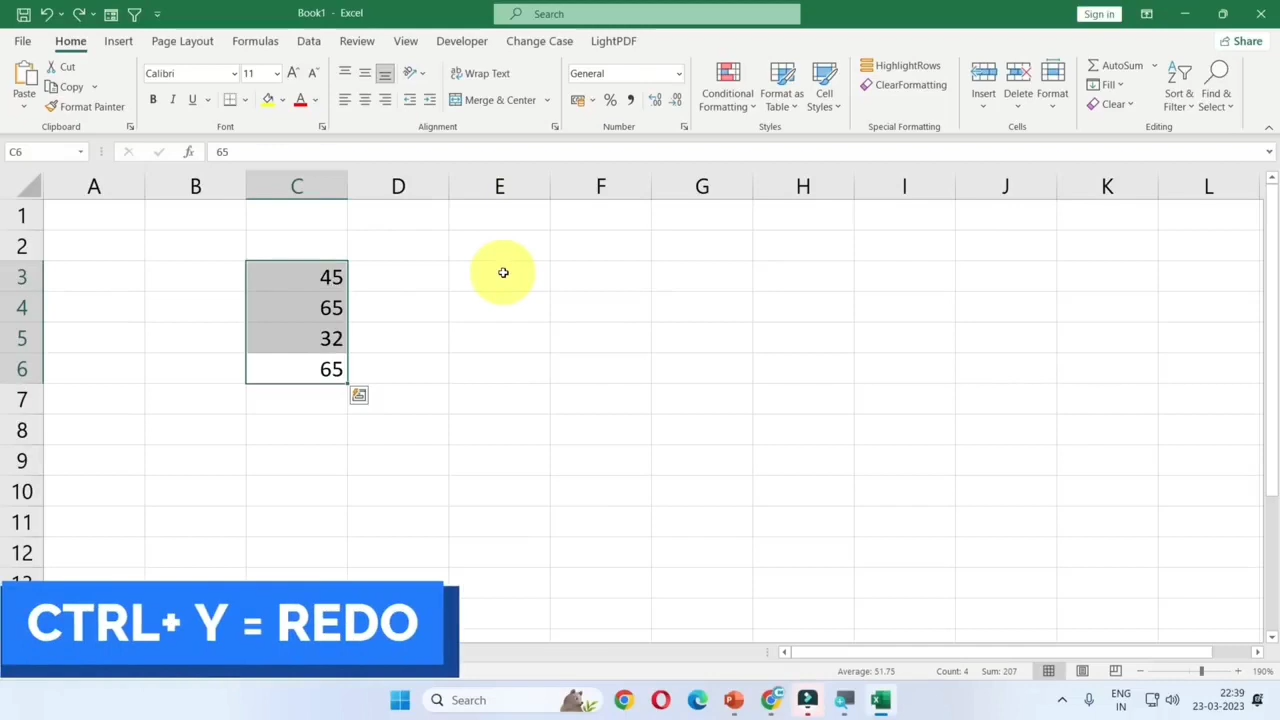 Book1 - Excel
Search
Sign in
File Home Insert Page Layout Formulas Data Review View Developer Change Case LightPDF Share
Paste
Cut
Copy
Format Painter
Clipboard
Calibri 11
B I U
Font
Wrap Text
Merge & Center
Alignment
General
Number
Conditional Formatting
Format as Table
Cell Styles
Styles
HighlightRows
ClearFormatting
Special Formatting
Insert Delete Format
Cells
AutoSum
Fill
Clear
Sort & Filter
Find & Select
Editing
C6 fx 65
A B C D E F G H I J K L
1
2
3 45
4 65
5 32
6 65
7
8
9
10
11
12
CTRL+ Y = REDO
Average: 51.75 Count: 4 Sum: 207 190%
Search
ENG IN
22:39
23-03-2023